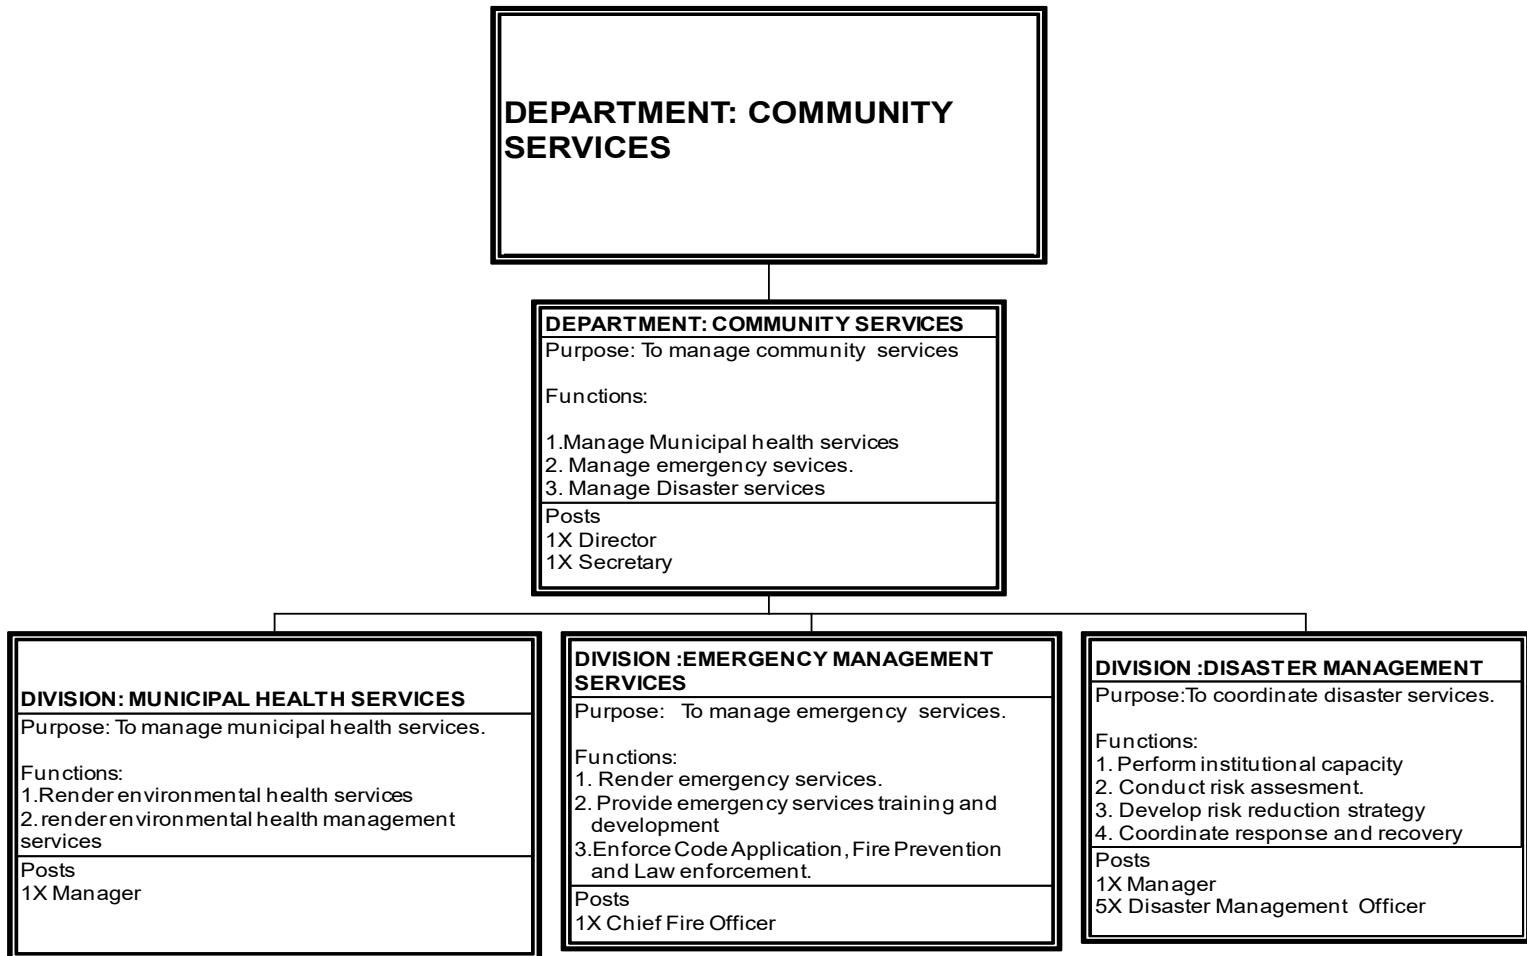 DEPARTMENT: COMMUNITY
SERVICES
DEPARTMENT: COMMUNITY SERVICES
Purpose: To manage community services
Functions:
1.Manage Municipal health services
2. Manage emergency sevices.
3. Manage Disaster services
Posts
1X Director
1X Secretary
DIVISION: MUNICIPAL HEALTH SERVICES
Purpose: To manage municipal health services.
Functions:
1.Render environmental health services
2. render environmental health management
services
Posts
1X Manager
DIVISION :EMERGENCY MANAGEMENT
SERVICES
Purpose: To manage emergency services.
Functions:
1. Render emergency services.
2. Provide emergency services training and
development
3.Enforce Code Application, Fire Prevention
and Law enforcement.
Posts
1X Chief Fire Officer
DIVISION :DISASTER MANAGEMENT
Purpose:To coordinate disaster services.
Functions:
1. Perform institutional capacity
2. Conduct risk assesment.
3. Develop risk reduction strategy
4. Coordinate response and recovery
Posts
1X Manager
5X Disaster Management Officer